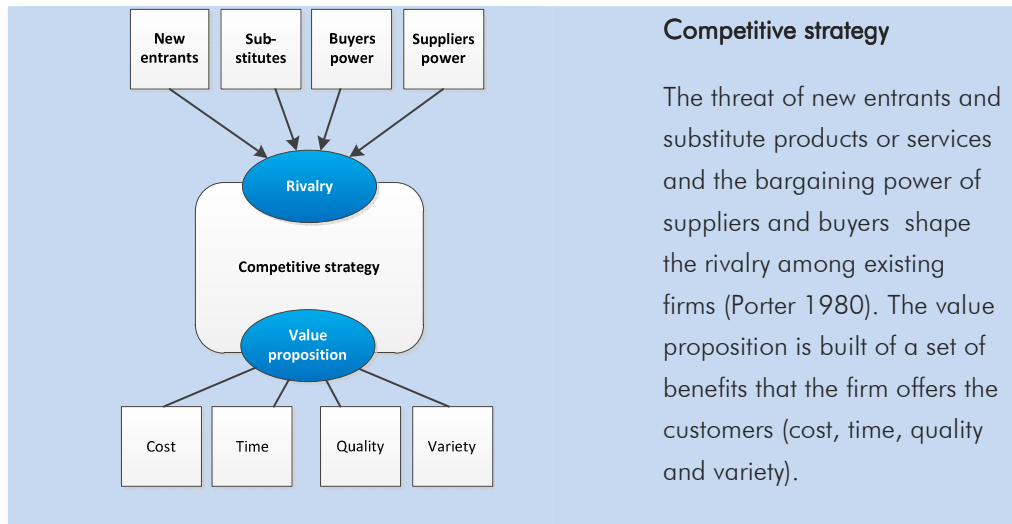 New
entrants
Sub-
stitutes
Buyers
power
Suppliers
power
Rivalry
Competitive strategy
Value
proposition
Cost
Time
Quality
Variety
Competitive strategy
The threat of new entrants and
substitute products or services
and the bargaining power of
suppliers and buyers  shape
the rivalry among existing
firms (Porter 1980). The value
proposition is built of a set of
benefits that the firm offers the
customers (cost, time, quality
and variety).